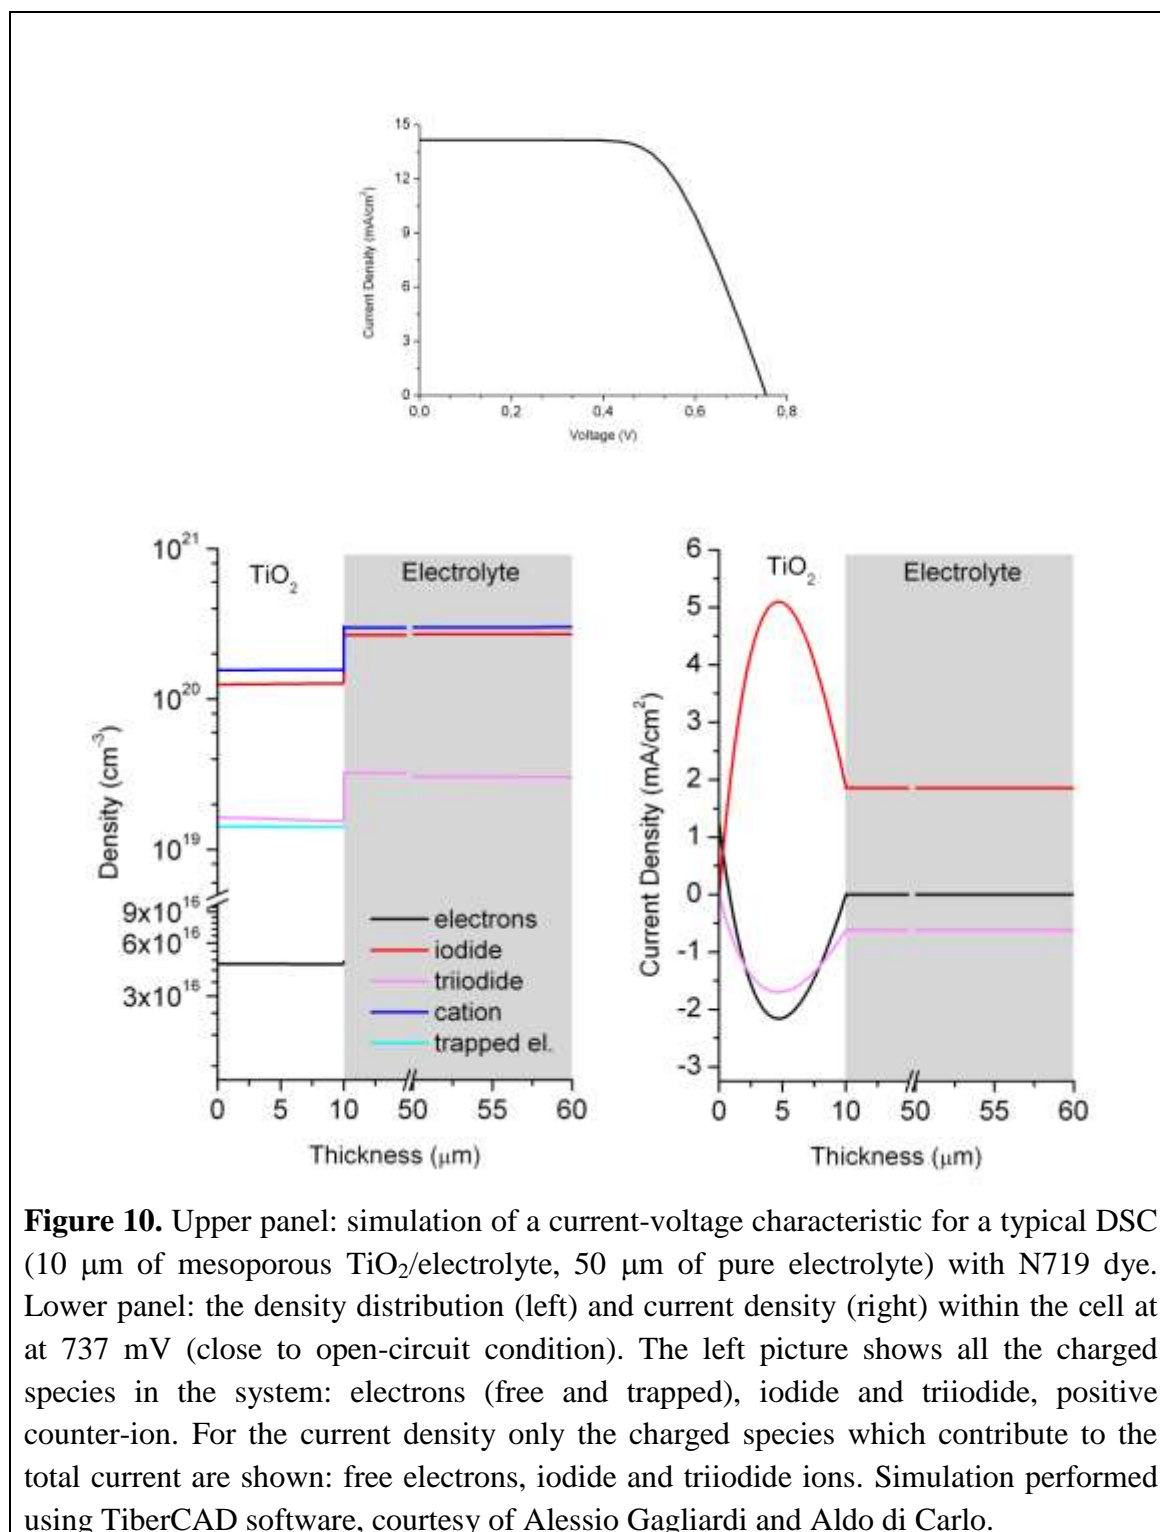 15
12
9
6
3
0
Current Density (mA/cm²)
0,0 0,2 0,4 0,6 0,8
Voltage (V)
10²¹
10²⁰
10¹⁹
9x10¹⁶
6x10¹⁶
3x10¹⁶
Density (cm⁻³)
TiO₂ Electrolyte
electrons
iodide
triiodide
cation
trapped el.
0 5 10 50 55 60
Thickness (μm)
6
5
4
3
2
1
0
-1
-2
-3
Current Density (mA/cm²)
TiO₂ Electrolyte
0 5 10 50 55 60
Thickness (μm)
Figure 10. Upper panel: simulation of a current-voltage characteristic for a typical DSC
(10 μm of mesoporous TiO₂/electrolyte, 50 μm of pure electrolyte) with N719 dye.
Lower panel: the density distribution (left) and current density (right) within the cell at
at 737 mV (close to open-circuit condition). The left picture shows all the charged
species in the system: electrons (free and trapped), iodide and triiodide, positive
counter-ion. For the current density only the charged species which contribute to the
total current are shown: free electrons, iodide and triiodide ions. Simulation performed
using TiberCAD software, courtesy of Alessio Gagliardi and Aldo di Carlo.